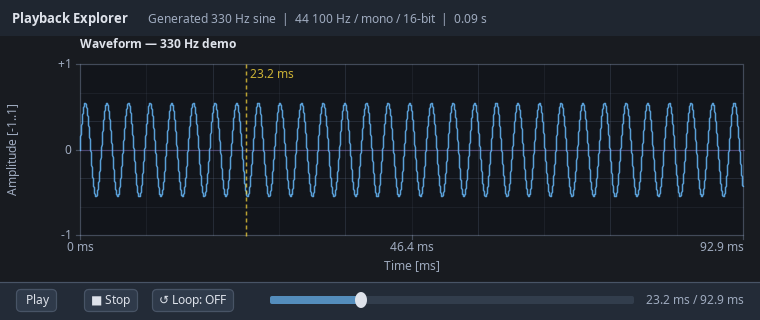 Playback Explorer Generated 330 Hz sine | 44 100 Hz / mono / 16-bit | 0.09 s
Waveform — 330 Hz demo
+1
23.2 ms
Amplitude [-1..1]
0
-1
0 ms 46.4 ms 92.9 ms
Time [ms]
Play ■ Stop ↺ Loop: OFF 23.2 ms / 92.9 ms